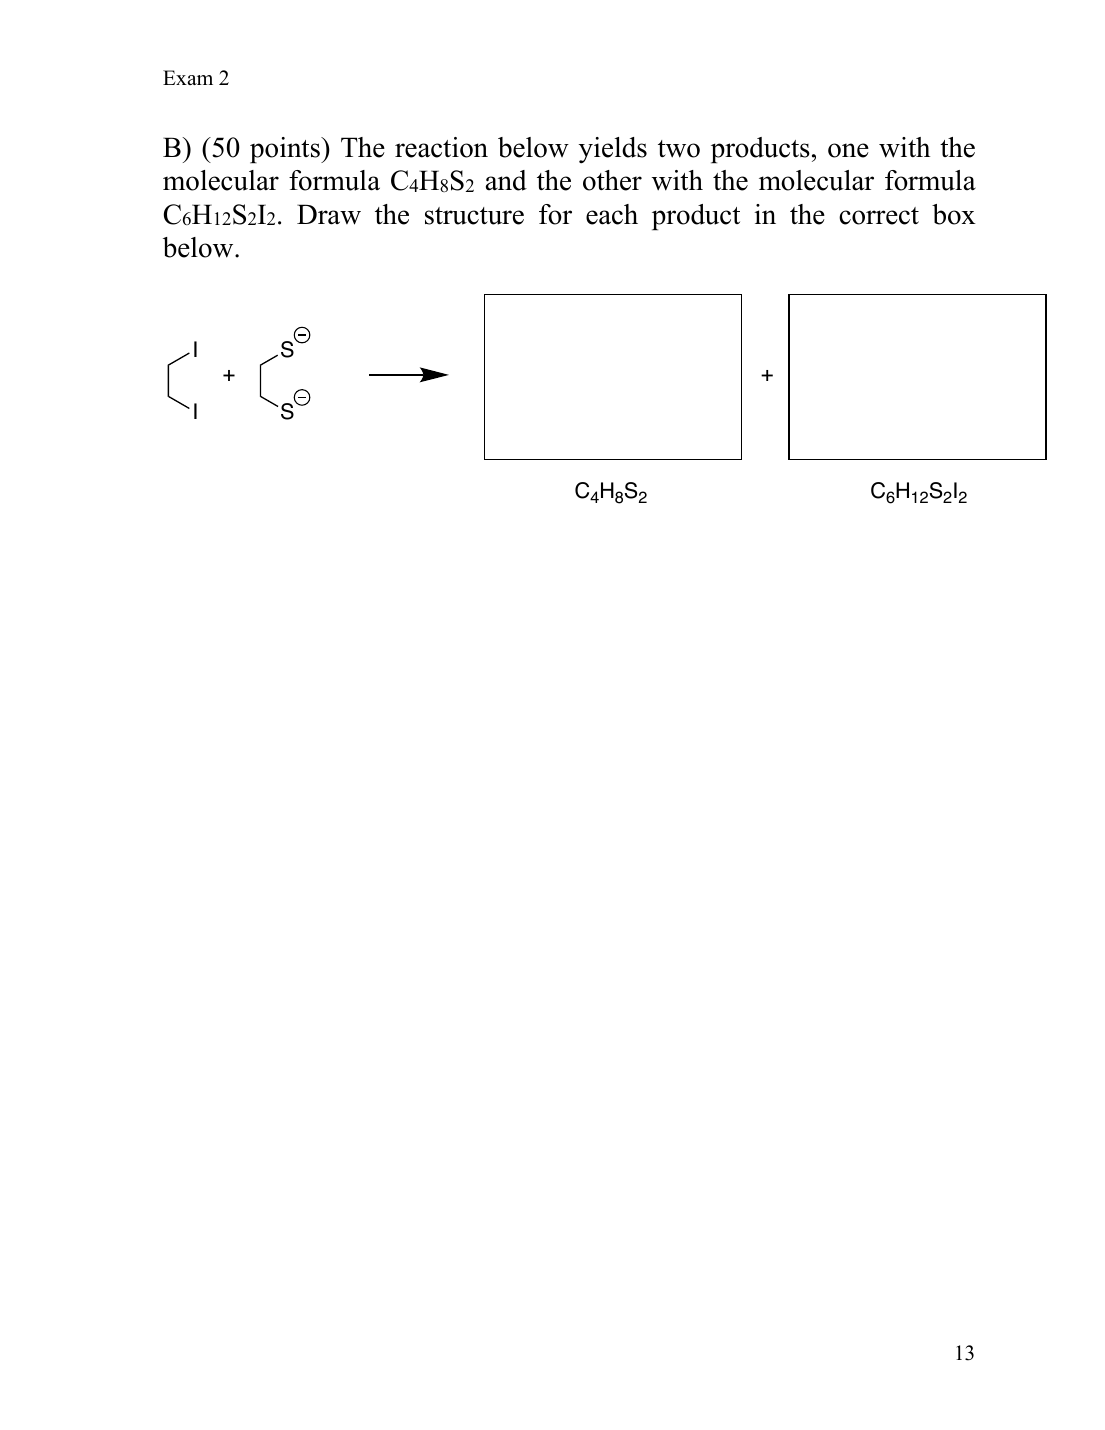 Exam 2
B) (50 points) The reaction below yields two products, one with the
molecular formula C4H8S2 and the other with the molecular formula
C6H12S2I2. Draw the structure for each product in the correct box
below.
I
+
I
S⊖
S⊖
+
C4H8S2
C6H12S2I2
13